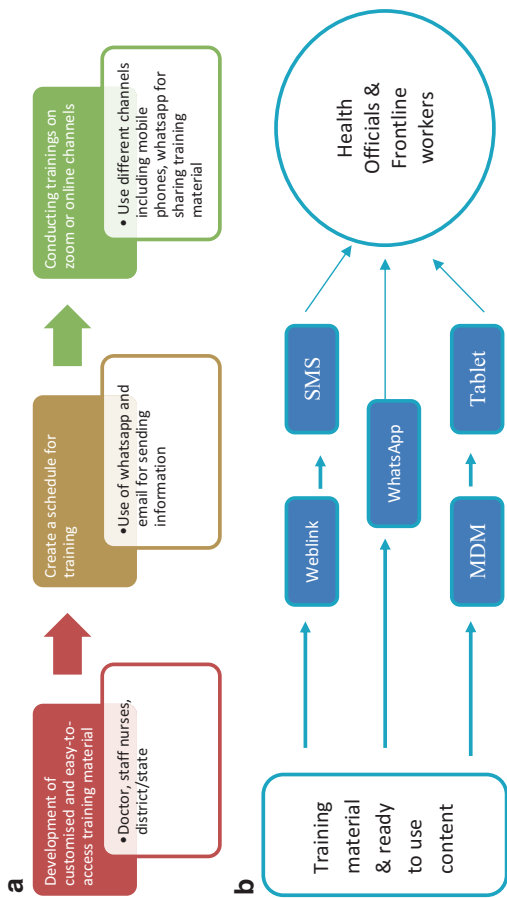 a
Development of
customised and easy-to-
access training material
•Doctor, staff nurses,
district/state
Create a schedule for
training
•Use of whatsapp and
email for sending
information
Conducting trainings on
zoom or online channels
• Use different channels
including mobile
phones, whatsapp for
sharing training
material
b
Training
material
& ready
to use
content
Weblink
SMS
WhatsApp
MDM
Tablet
Health
Officials &
Frontline
workers